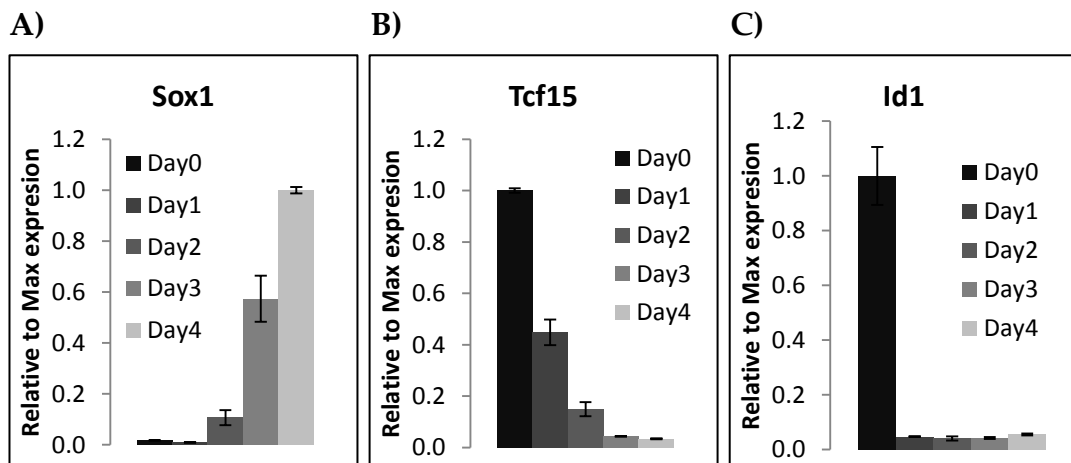 A)
Sox1
Relative to Max expresion
1.2
1.0
0.8
0.6
0.4
0.2
0.0
Day0
Day1
Day2
Day3
Day4
B)
Tcf15
Relative to Max expresion
1.2
1.0
0.8
0.6
0.4
0.2
0.0
Day0
Day1
Day2
Day3
Day4
C)
Id1
Relative to Max expresion
1.2
1.0
0.8
0.6
0.4
0.2
0.0
Day0
Day1
Day2
Day3
Day4